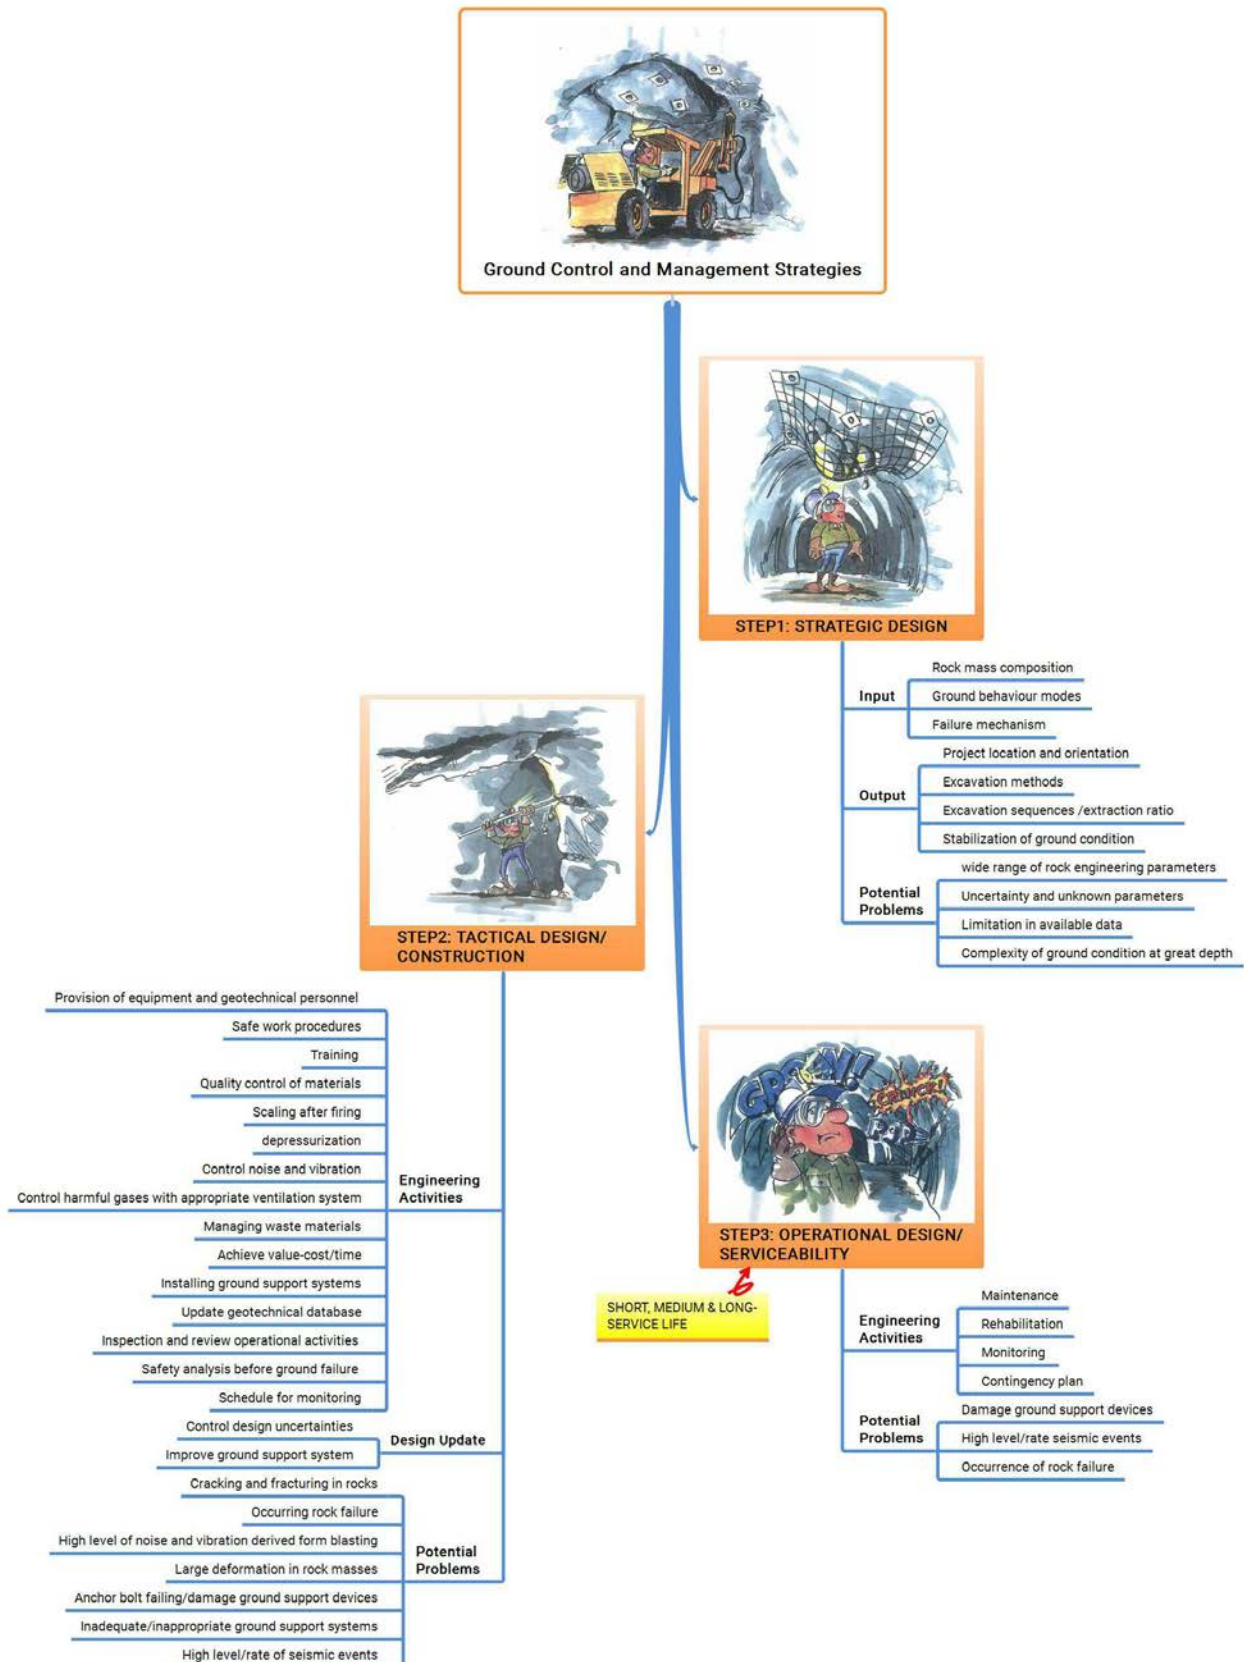 Ground Control and Management Strategies
STEP1: STRATEGIC DESIGN
Input
Rock mass composition
Ground behaviour modes
Failure mechanism
Output
Project location and orientation
Excavation methods
Excavation sequences /extraction ratio
Stabilization of ground condition
Potential
Problems
wide range of rock engineering parameters
Uncertainty and unknown parameters
Limitation in available data
Complexity of ground condition at great depth
STEP2: TACTICAL DESIGN/
CONSTRUCTION
Engineering
Activities
Provision of equipment and geotechnical personnel
Safe work procedures
Training
Quality control of materials
Scaling after firing
depressurization
Control noise and vibration
Control harmful gases with appropriate ventilation system
Managing waste materials
Achieve value-cost/time
Installing ground support systems
Update geotechnical database
Inspection and review operational activities
Safety analysis before ground failure
Schedule for monitoring
Design Update
Control design uncertainties
Improve ground support system
Potential
Problems
Cracking and fracturing in rocks
Occurring rock failure
High level of noise and vibration derived form blasting
Large deformation in rock masses
Anchor bolt failing/damage ground support devices
Inadequate/inappropriate ground support systems
High level/rate of seismic events
GROAN!
CRUNCH!
POP!
STEP3: OPERATIONAL DESIGN/
SERVICEABILITY
SHORT, MEDIUM & LONG-
SERVICE LIFE
Engineering
Activities
Maintenance
Rehabilitation
Monitoring
Contingency plan
Potential
Problems
Damage ground support devices
High level/rate seismic events
Occurrence of rock failure